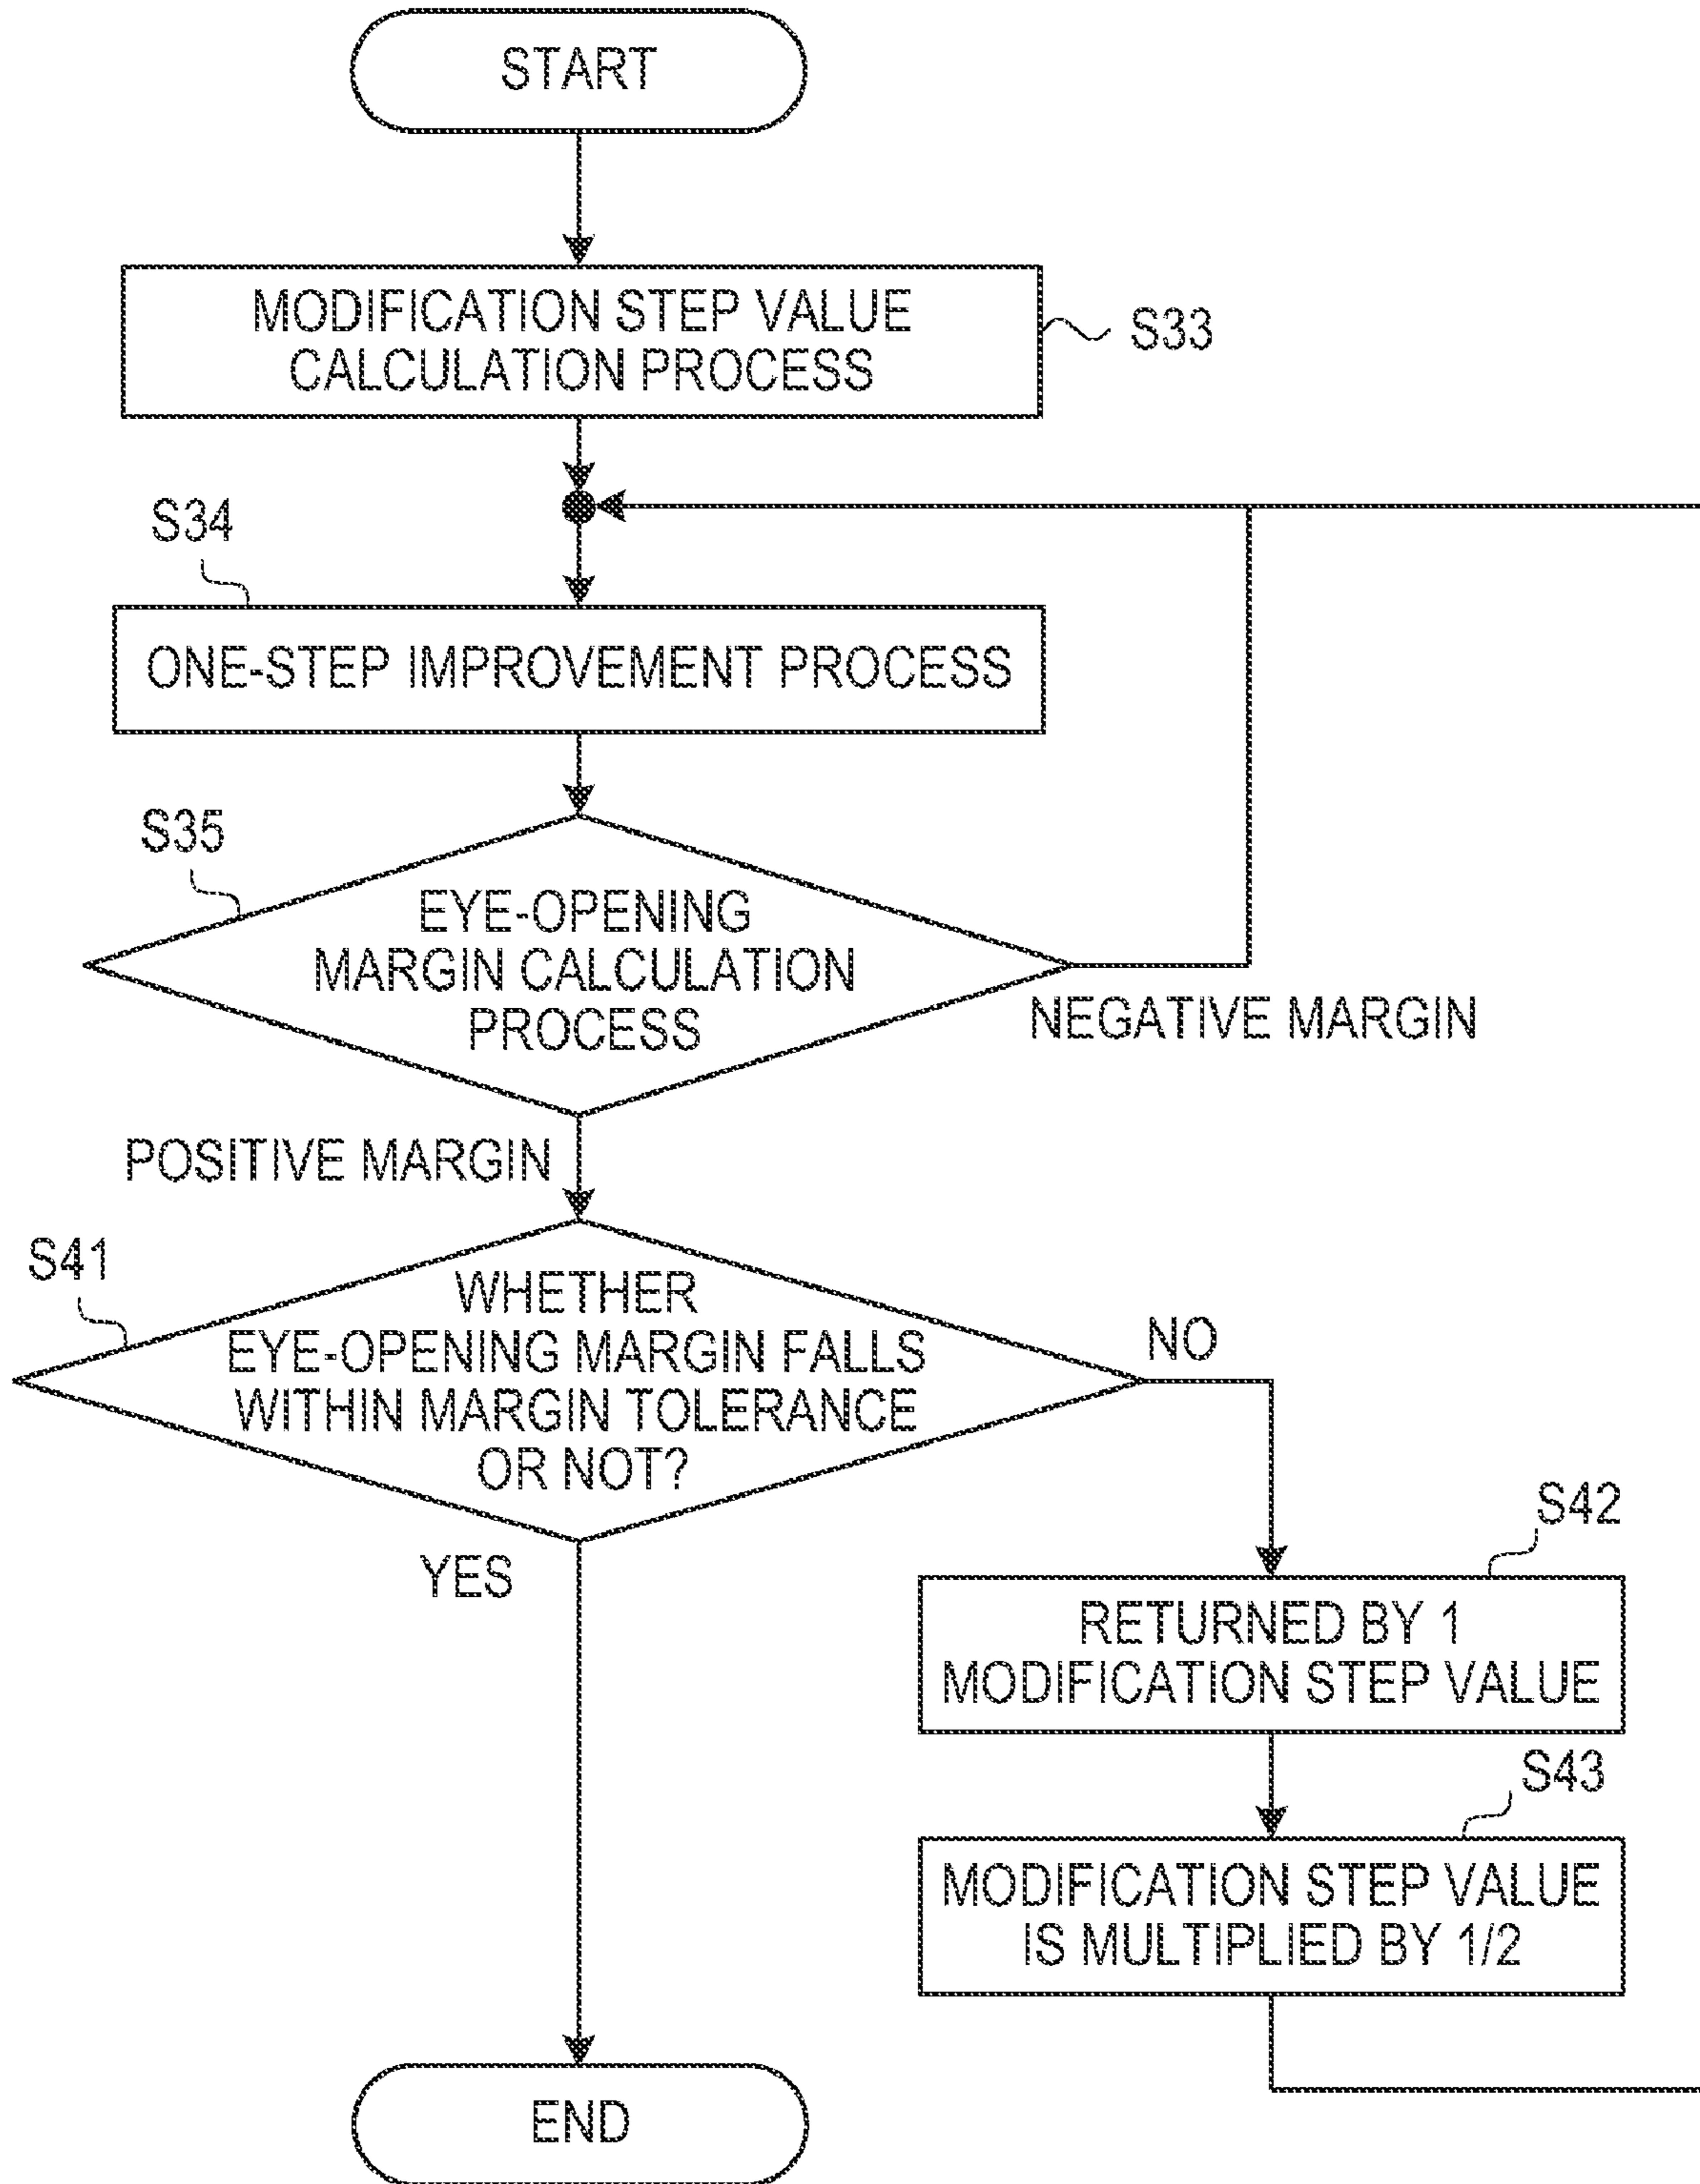 START
MODIFICATION STEP VALUE
CALCULATION PROCESS
S33
S34
ONE-STEP IMPROVEMENT PROCESS
S35
EYE-OPENING
MARGIN CALCULATION
PROCESS
NEGATIVE MARGIN
POSITIVE MARGIN
S41
WHETHER
EYE-OPENING MARGIN FALLS
WITHIN MARGIN TOLERANCE
OR NOT?
NO
YES
S42
RETURNED BY 1
MODIFICATION STEP VALUE
S43
MODIFICATION STEP VALUE
IS MULTIPLIED BY 1/2
END